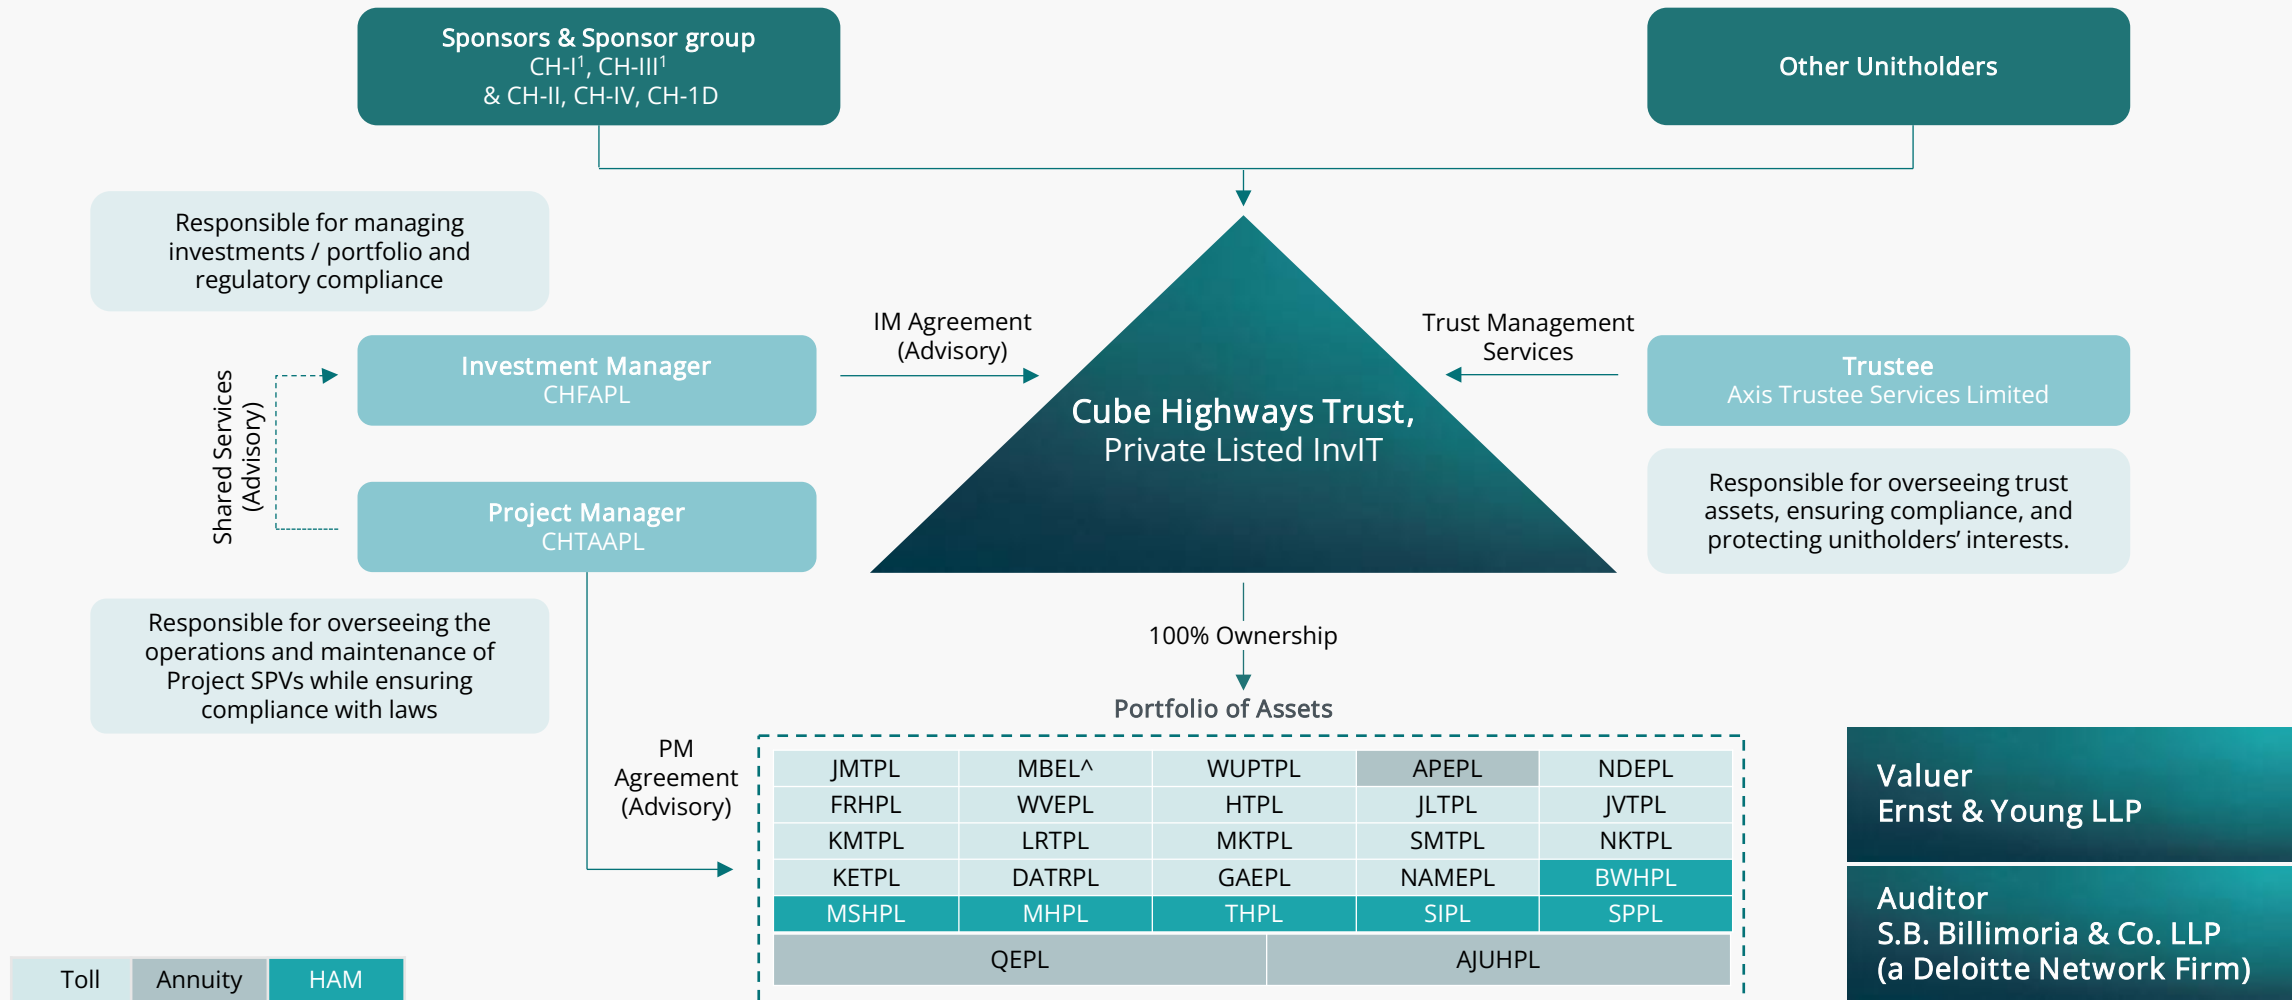 Sponsors & Sponsor group
CH-I¹, CH-III¹
& CH-II, CH-IV, CH-1D
Other Unitholders
Responsible for managing
investments / portfolio and
regulatory compliance
IM Agreement
(Advisory)
Trust Management
Services
Investment Manager
CHFAPL
Trustee
Axis Trustee Services Limited
Shared Services
(Advisory)
Cube Highways Trust,
Private Listed InvIT
Project Manager
CHTAAPL
Responsible for overseeing trust
assets, ensuring compliance, and
protecting unitholders’ interests.
Responsible for overseeing the
operations and maintenance of
Project SPVs while ensuring
compliance with laws
100% Ownership
Portfolio of Assets
PM
Agreement
(Advisory)
JMTPL MBEL^ WUPTPL APEPL NDEPL
FRHPL WVEPL HTPL JLTPL JVTPL
KMTPL LRTPL MKTPL SMTPL NKTPL
KETPL DATRPL GAEPL NAMEPL BWHPL
MSHPL MHPL THPL SIPL SPPL
QEPL AJUHPL
Valuer
Ernst & Young LLP
Auditor
S.B. Billimoria & Co. LLP
(a Deloitte Network Firm)
Toll Annuity HAM